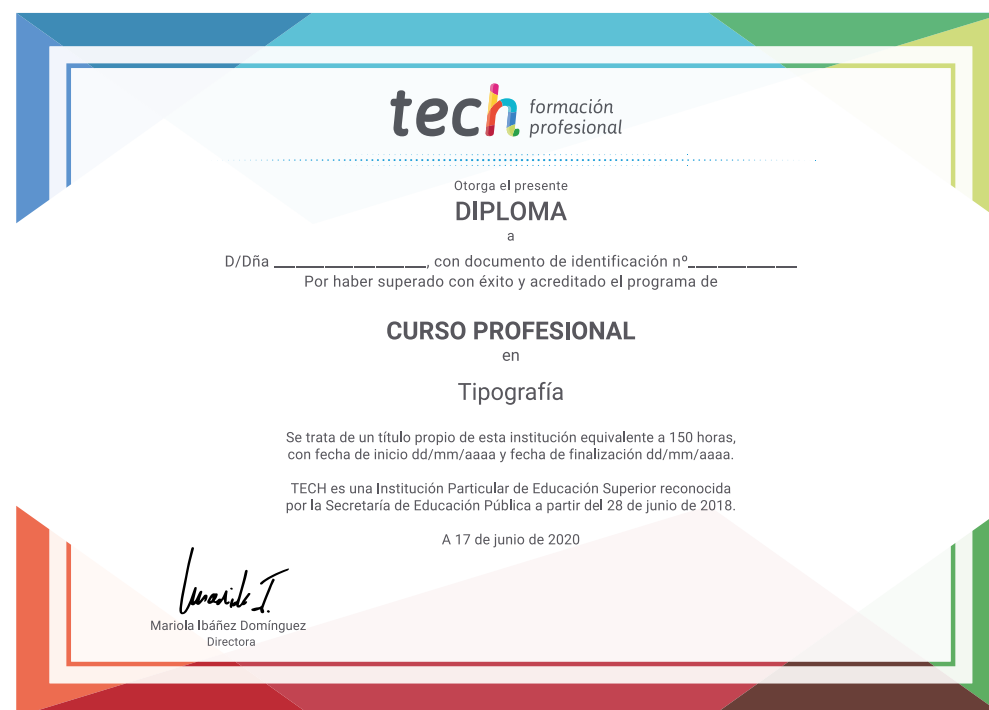 tech formación
profesional
Otorga el presente
DIPLOMA
a
D/Dña ______________, con documento de identificación nº__________
Por haber superado con éxito y acreditado el programa de
CURSO PROFESIONAL
en
Tipografía
Se trata de un título propio de esta institución equivalente a 150 horas,
con fecha de inicio dd/mm/aaaa y fecha de finalización dd/mm/aaaa.
TECH es una Institución Particular de Educación Superior reconocida
por la Secretaría de Educación Pública a partir del 28 de junio de 2018.
A 17 de junio de 2020
Mariola Ibáñez Domínguez
Directora